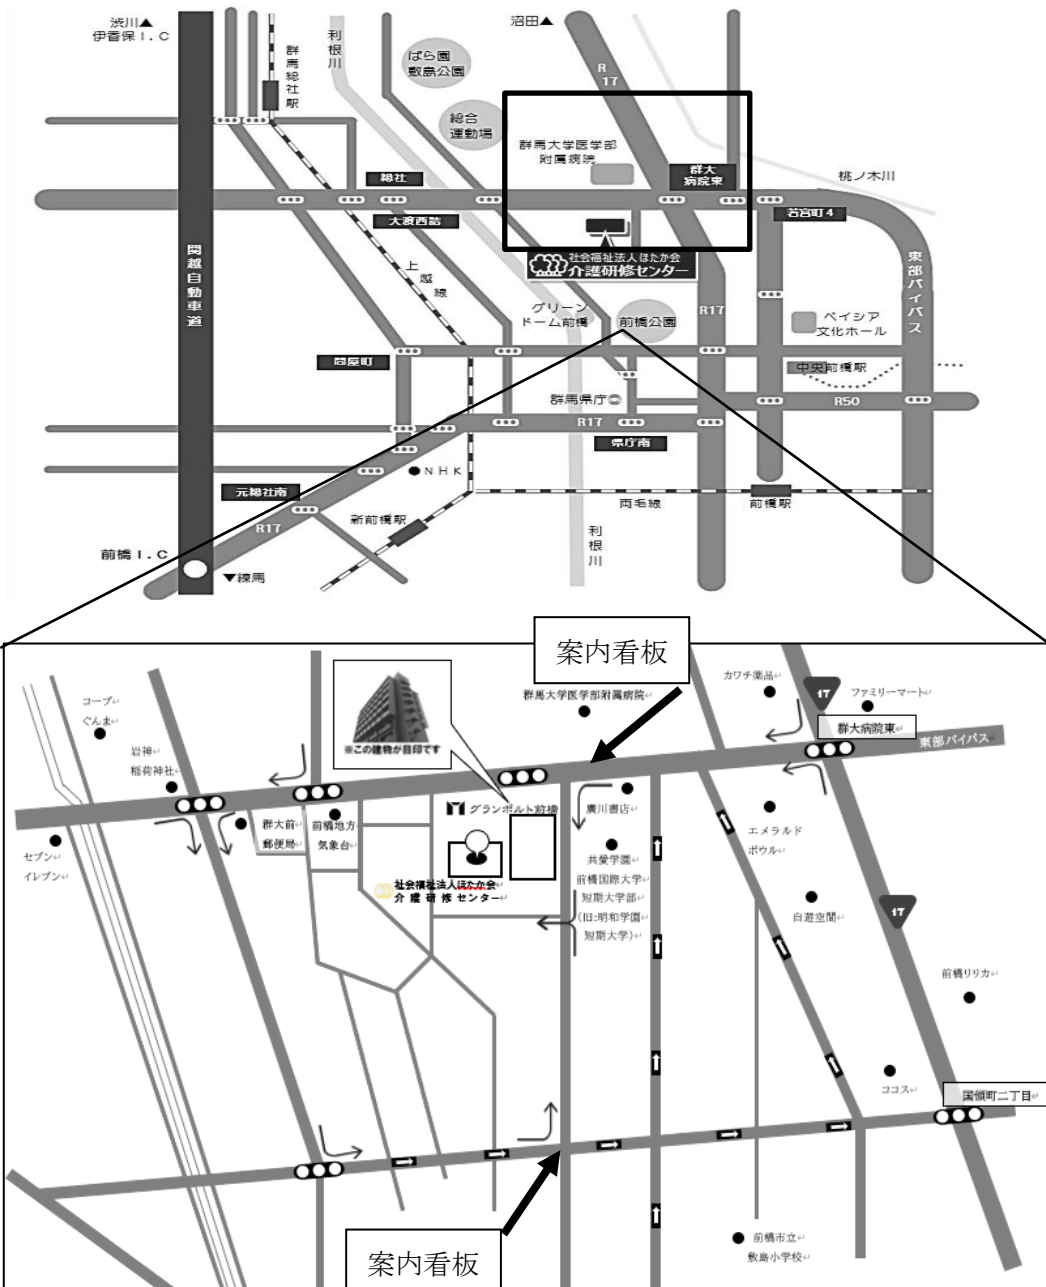 渋川▲
伊香保I.C
群馬総社駅
利根川
ばら園
敷島公園
沼田▲
R
17
総合
運動場
群馬大学医学部
附属病院
群大
病院東
桃ノ木川
総社
大渡西詰
若宮町4
関越自動車道
上越線
社会福祉法人ほたか会
介護研修センター
東部バイパス
グリーン
ドーム前橋
前橋公園
R17
ベイシア
文化ホール
問屋町
中央前橋駅
群馬県庁◎
R50
R17
県庁南
●NHK
元総社南
R17
新前橋駅
両毛線
前橋駅
利根川
前橋I.C
▼練馬
案内看板
コープ
ぐんま
岩神
稲荷神社
※この建物が目印です
群馬大学医学部附属病院
カワチ薬品
17
ファミリーマート
群大病院東
東部バイパス
セブン
イレブン
群大前
郵便局
前橋地方
気象台
グランポルト前橋
廣川書店
共愛学園
前橋国際大学
短期大学部
(旧:明和学園
短期大学)
エメラルド
ボウル
社会福祉法人ほたか会
介護研修センター
自遊空間
17
前橋リリカ
ココス
国領町二丁目
案内看板
前橋市立
敷島小学校